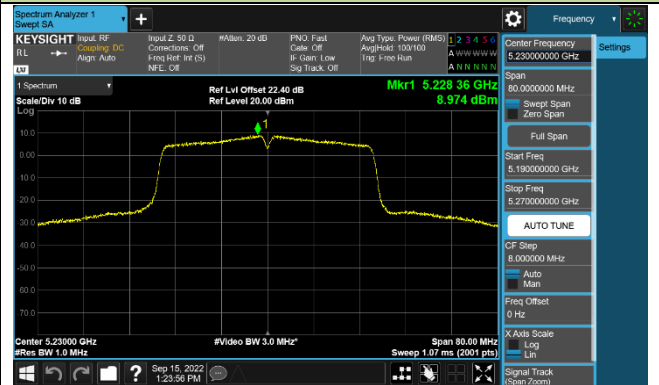 Spectrum Analyzer 1
Swept SA
Frequency
KEYSIGHT
RL
LXI
Input: RF
Coupling: DC
Align: Auto
Input Z: 50 Ω
Corrections: Off
Freq Ref: Int (S)
NFE: Off
#Atten: 20 dB
PNO: Fast
Gate: Off
IF Gain: Low
Sig Track: Off
Avg Type: Power (RMS)
Avg|Hold: 100/100
Trig: Free Run
1 2 3 4 5 6
A W W W W W
A N N N N N
1 Spectrum
Scale/Div 10 dB
Log
Ref Lvl Offset 22.40 dB
Ref Level 20.00 dBm
Mkr1 5.228 36 GHz
8.974 dBm
1
10.0
0.00
-10.0
-20.0
-30.0
-40.0
-50.0
-60.0
-70.0
Center 5.23000 GHz
#Res BW 1.0 MHz
#Video BW 3.0 MHz*
Span 80.00 MHz
Sweep 1.07 ms (2001 pts)
Sep 15, 2022
1:23:56 PM
Center Frequency
5.230000000 GHz
Span
80.0000000 MHz
Swept Span
Zero Span
Full Span
Start Freq
5.190000000 GHz
Stop Freq
5.270000000 GHz
AUTO TUNE
CF Step
8.000000 MHz
Auto
Man
Freq Offset
0 Hz
X Axis Scale
Log
Lin
Signal Track
(Span Zoom)
Settings